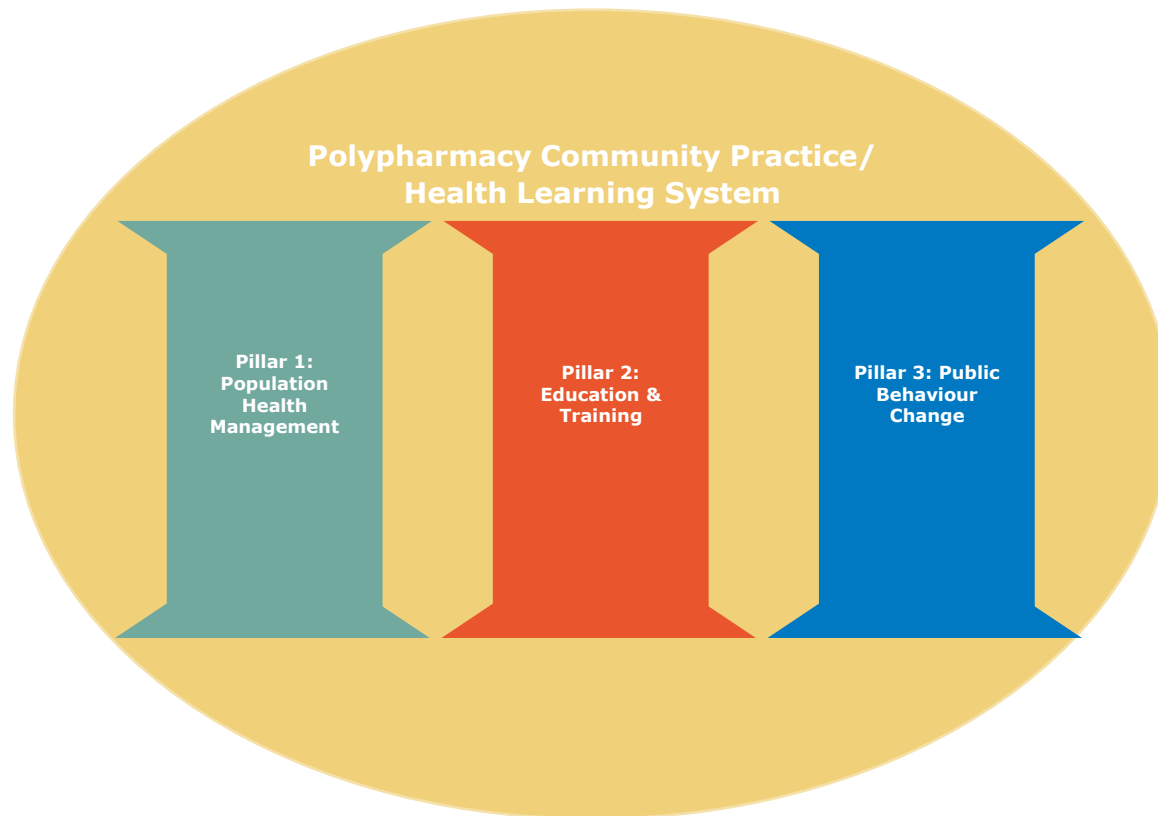 Polypharmacy Community Practice/
Health Learning System
Pillar 1:
Population
Health
Management
Pillar 2:
Education &
Training
Pillar 3: Public
Behaviour
Change